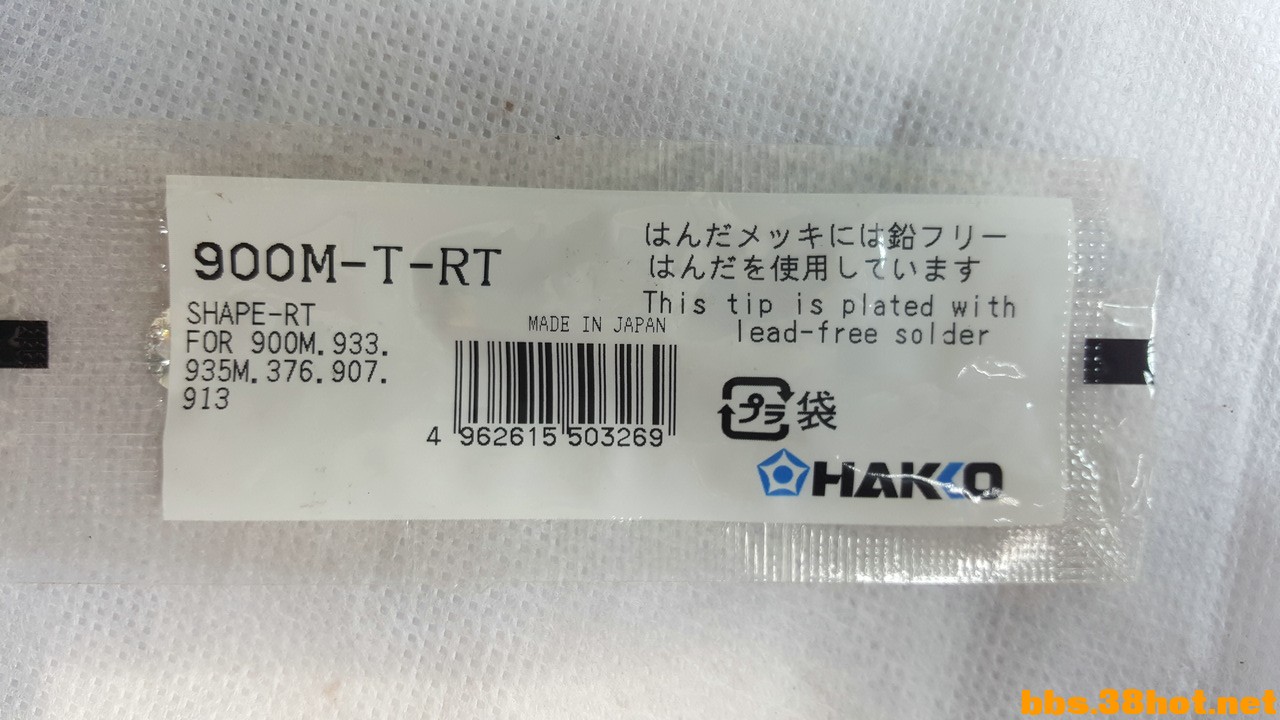 900M-T-RT
SHAPE-RT
FOR 900M.933.
935M.376.907.
913
MADE IN JAPAN
4 962615 503269
はんだメッキには鉛フリー
はんだを使用しています
This tip is plated with
lead-free solder
プラ 袋
HAKKO
bbs.38hot.net